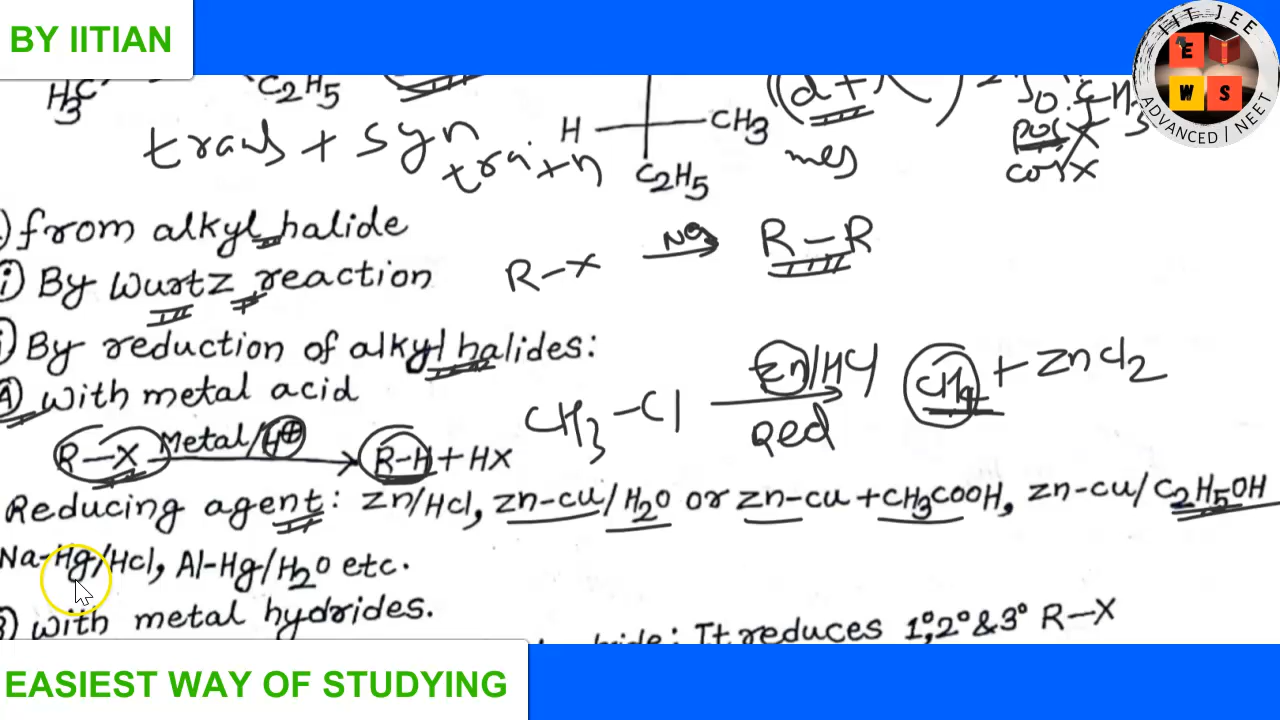 BY IITIAN
IIT JEE
E
W S
ADVANCED / NEET
H3C
C2H5
(d +
trans + syn
H
CH3
C2H5
mes
from alkyl halide
R-X Na R-R
i) By Wurtz reaction
i) By reduction of alkyl halides:
A) with metal acid
CH3-Cl Zn/HCl Red CH4 + ZnCl2
R-X Metal/H⊕ R-H + HX
Reducing agent: Zn/HCl, Zn-Cu/H2O or Zn-Cu + CH3COOH, Zn-Cu/C2H5OH
Na-Hg/HCl, Al-Hg/H2O etc.
B) with metal hydrides.
It reduces 1°,2° & 3° R-X
EASIEST WAY OF STUDYING